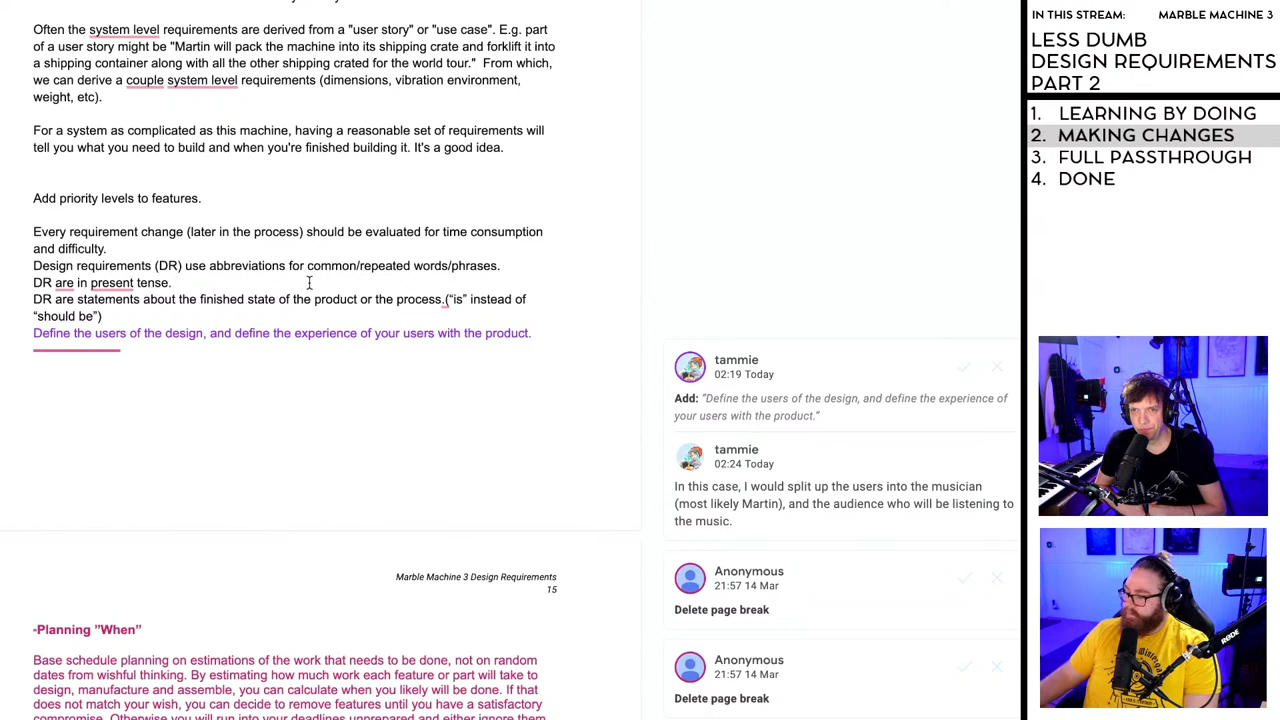 Often the system level requirements are derived from a "user story" or "use case". E.g. part
of a user story might be "Martin will pack the machine into its shipping crate and forklift it into
a shipping container along with all the other shipping crated for the world tour."  From which,
we can derive a couple system level requirements (dimensions, vibration environment,
weight, etc).
For a system as complicated as this machine, having a reasonable set of requirements will
tell you what you need to build and when you're finished building it. It's a good idea.
Add priority levels to features.
Every requirement change (later in the process) should be evaluated for time consumption
and difficulty.
Design requirements (DR) use abbreviations for common/repeated words/phrases.
DR are in present tense.
DR are statements about the finished state of the product or the process.(“is” instead of
“should be”)
Define the users of the design, and define the experience of your users with the product.
tammie
02:19 Today
Add: “Define the users of the design, and define the experience of
your users with the product.”
tammie
02:24 Today
In this case, I would split up the users into the musician
(most likely Martin), and the audience who will be listening to
the music.
Anonymous
21:57 14 Mar
Delete page break
Anonymous
21:57 14 Mar
Delete page break
Marble Machine 3 Design Requirements
15
-Planning ”When”
Base schedule planning on estimations of the work that needs to be done, not on random
dates from wishful thinking. By estimating how much work each feature or part will take to
design, manufacture and assemble, you can calculate when you likely will be done. If that
does not match your wish, you can decide to remove features until you have a satisfactory
compromise. Otherwise you will run into your deadlines unprepared and either ignore them
IN THIS STREAM: MARBLE MACHINE 3
LESS DUMB
DESIGN REQUIREMENTS
PART 2
1. LEARNING BY DOING
2. MAKING CHANGES
3. FULL PASSTHROUGH
4. DONE
RØDE